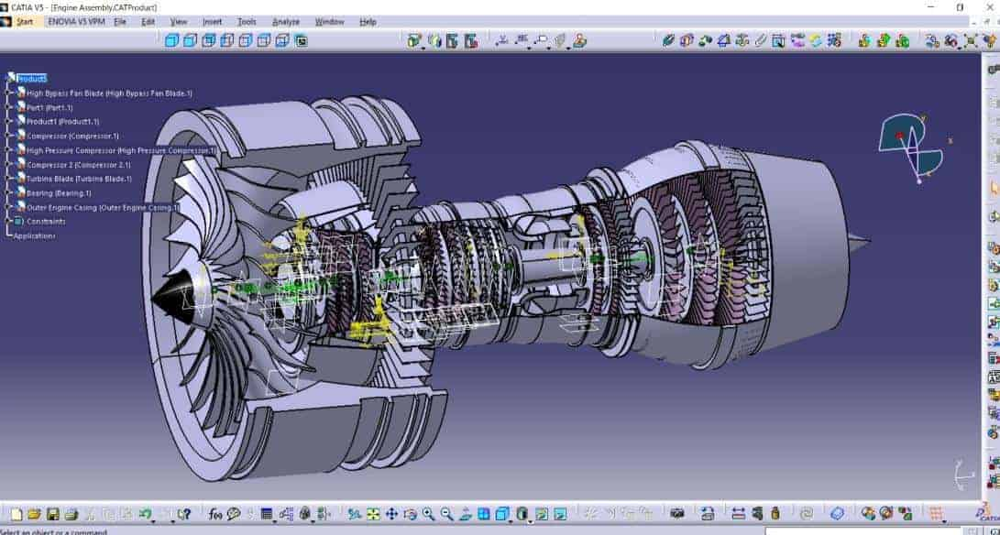 CATIA V5 - [Engine Assembly.CATProduct]
Start ENOVIA V5 VPM File Edit View Insert Tools Analyze Window Help
Product5
High Bypass Fan Blade (High Bypass Fan Blade.1)
Part1 (Part1.1)
Product1 (Product1.1)
Compressor (Compressor.1)
High Pressure Compressor (High Pressure Compressor.1)
Compressor 2 (Compressor 2.1)
Turbine Blade (Turbine Blade.1)
Bearing (Bearing.1)
Outer Engine Casing (Outer Engine Casing.1)
Constraints
Applications
Select an object or a command